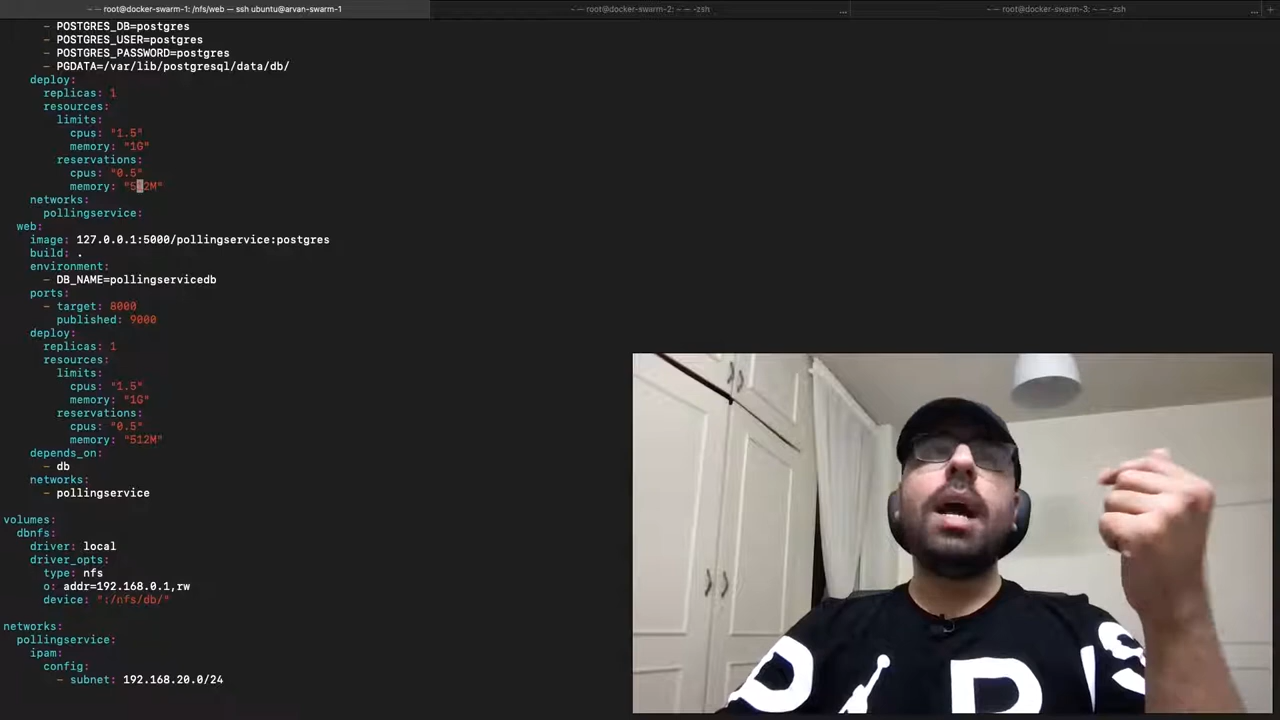 root@docker-swarm-1: /nfs/web — ssh ubuntu@arvan-swarm-1
root@docker-swarm-2: ~ — -zsh
...
root@docker-swarm-3: ~ — -zsh
...
+
- POSTGRES_DB=postgres
- POSTGRES_USER=postgres
- POSTGRES_PASSWORD=postgres
- PGDATA=/var/lib/postgresql/data/db/
deploy:
replicas: 1
resources:
limits:
cpus: "1.5"
memory: "1G"
reservations:
cpus: "0.5"
memory: "512M"
networks:
pollingservice:
web:
image: 127.0.0.1:5000/pollingservice:postgres
build: .
environment:
- DB_NAME=pollingservicedb
ports:
- target: 8000
published: 9000
deploy:
replicas: 1
resources:
limits:
cpus: "1.5"
memory: "1G"
reservations:
cpus: "0.5"
memory: "512M"
depends_on:
- db
networks:
- pollingservice
volumes:
dbnfs:
driver: local
driver_opts:
type: nfs
o: addr=192.168.0.1,rw
device: ":/nfs/db/"
networks:
pollingservice:
ipam:
config:
- subnet: 192.168.20.0/24